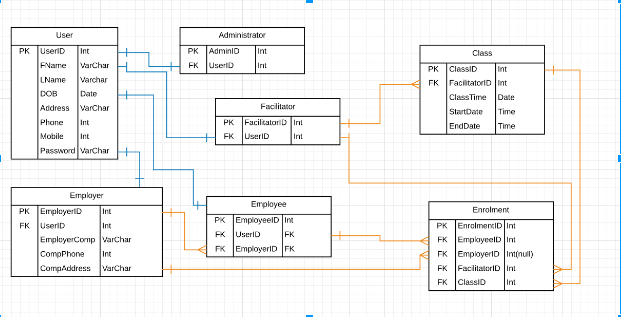 User
PK UserID Int
FName VarChar
LName Varchar
DOB Date
Address VarChar
Phone Int
Mobile Int
Password VarChar
Administrator
PK AdminID Int
FK UserID Int
Facilitator
PK FacilitatorID Int
FK UserID Int
Class
PK ClassID Int
FK FacilitatorID Int
ClassTime Date
StartDate Time
EndDate Time
Employer
PK EmployerID Int
FK UserID Int
EmployerComp VarChar
CompPhone Int
CompAddress VarChar
Employee
PK EmployeeID Int
FK UserID FK
FK EmployerID FK
Enrolment
PK EnrolmentID Int
FK EmployeeID Int
FK EmployerID Int(null)
FK FacilitatorID Int
FK ClassID Int